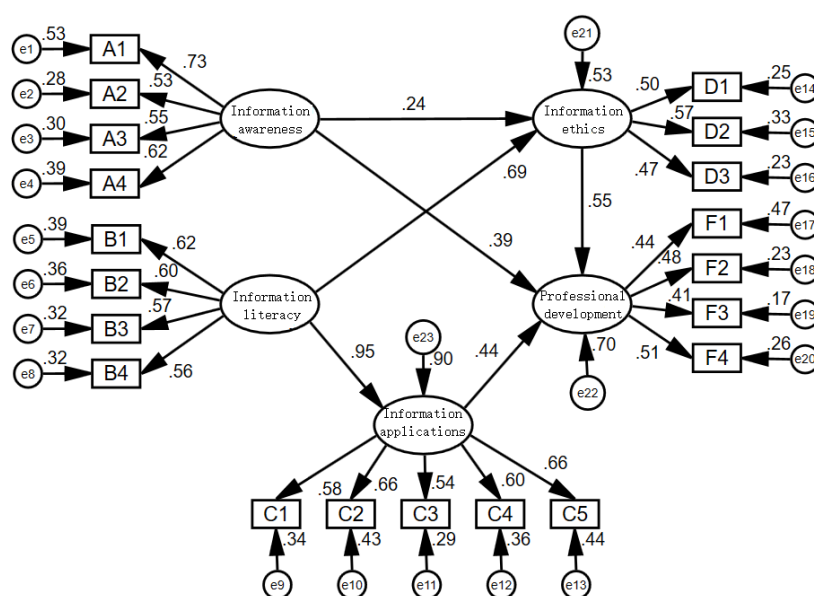 e1
.53
A1
.73
e2
.28
A2
.53
e3
.30
A3
.55
e4
.39
A4
.62
Information
awareness
.24
e21
.53
Information
ethics
.50
D1
.25
e14
.57
D2
.33
e15
.47
D3
.23
e16
.69
.39
.55
e5
.39
B1
.62
e6
.36
B2
.60
e7
.32
B3
.57
e8
.32
B4
.56
Information
literacy
.95
e23
.90
.44
Professional
development
.70
e22
.44
F1
.47
e17
.48
F2
.23
e18
.41
F3
.17
e19
.51
F4
.26
e20
Information
applications
.58
.66
.54
.60
.66
C1
C2
C3
C4
C5
.34
.43
.29
.36
.44
e9
e10
e11
e12
e13